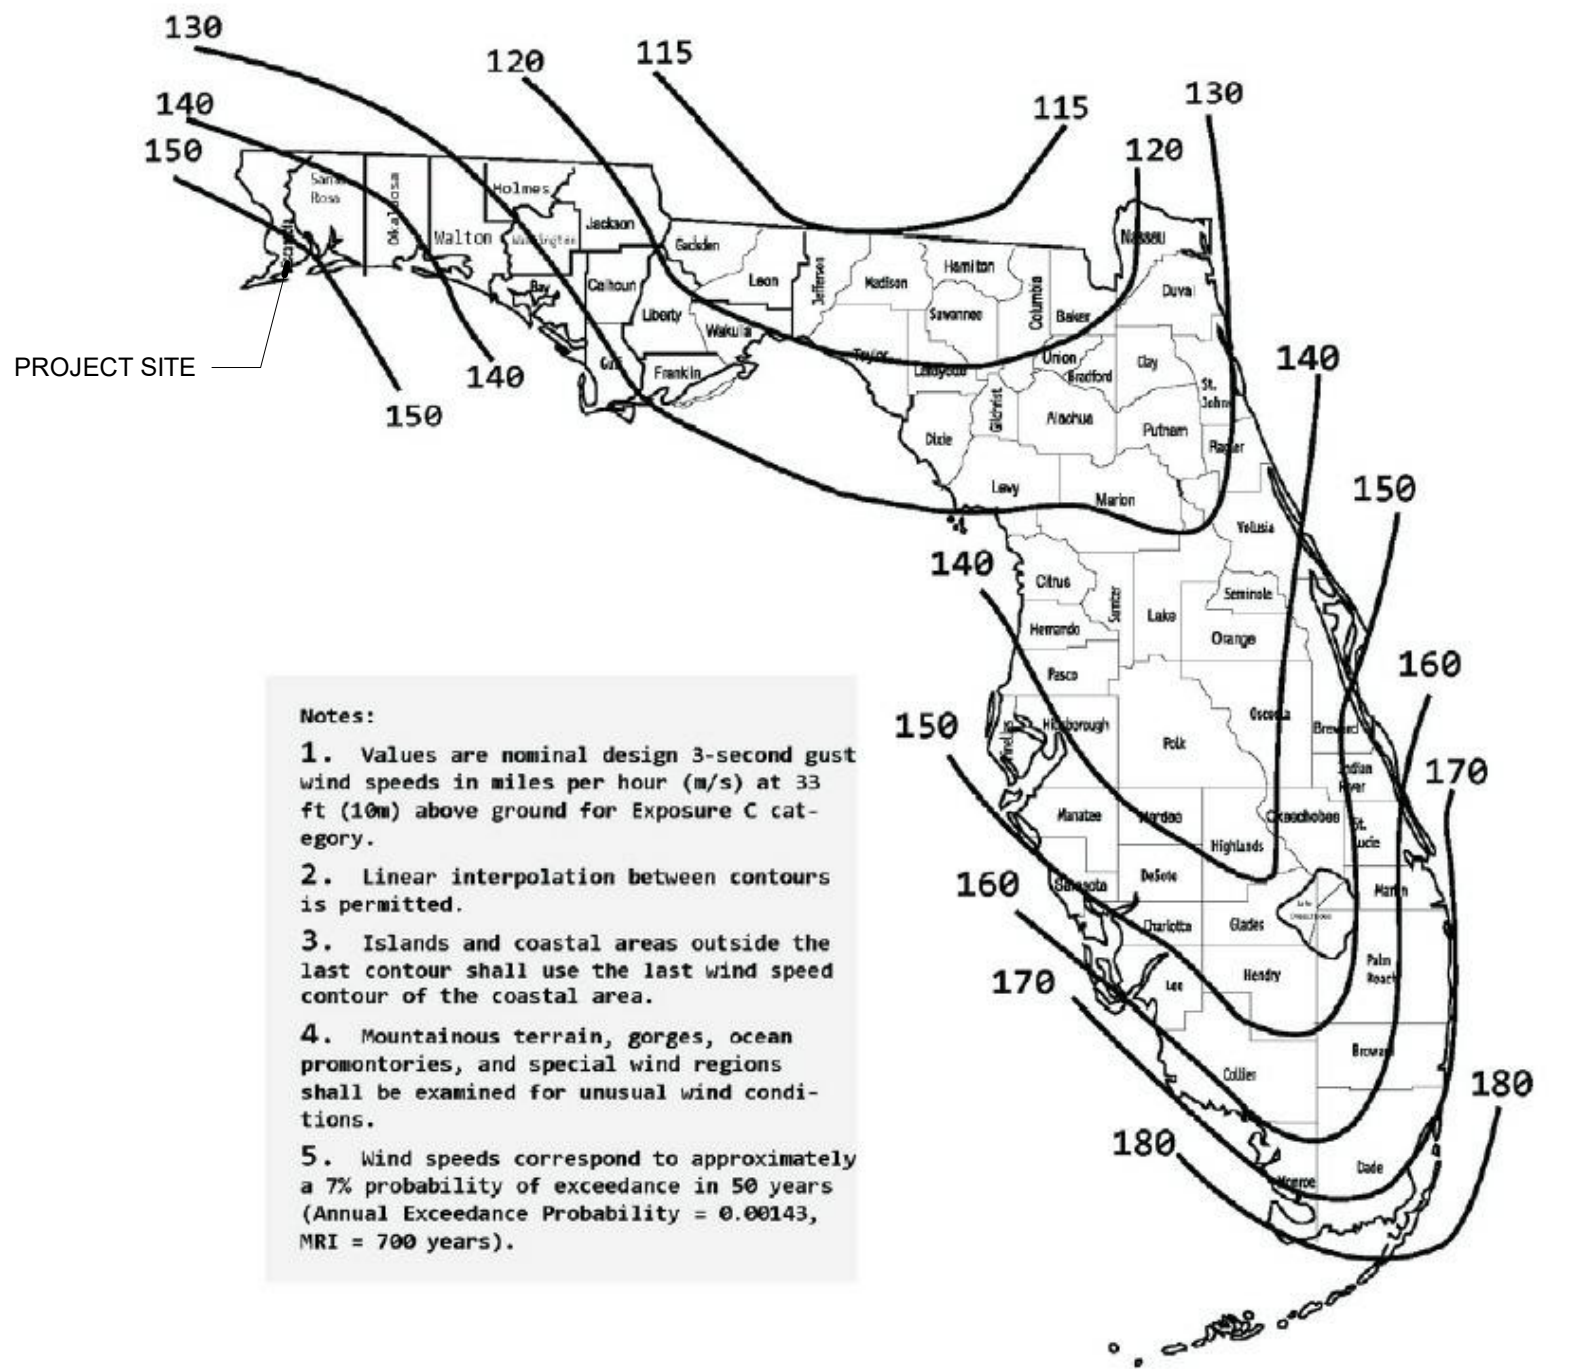 130
120
115
130
140
115
150
120
Santa
Rosa
Okaloosa
Holmes
Walton
Washington
Jackson
Gadsden
Nassau
Leon
Jefferson
Madison
Hamilton
Columbia
Baker
Duval
Bay
Calhoun
Liberty
Wakulla
Suwannee
PROJECT SITE
140
150
Gulf
Franklin
Taylor
Lafayette
Union
Bradford
Clay
St.
Johns
140
Dixie
Gilchrist
Alachua
Putnam
Flagler
Levy
Marion
Volusia
150
140
Citrus
Sumter
Lake
Seminole
Hernando
Orange
Pasco
160
150
Pinellas
Hillsborough
Polk
Osceola
Brevard
Indian
River
170
Manatee
Hardee
Highlands
Okeechobee
St.
Lucie
160
Sarasota
DeSoto
Martin
Charlotte
Glades
170
Lee
Hendry
Palm
Beach
Collier
Broward
180
180
Monroe
Dade
Notes:
1. Values are nominal design 3-second gust
wind speeds in miles per hour (m/s) at 33
ft (10m) above ground for Exposure C cat-
egory.
2. Linear interpolation between contours
is permitted.
3. Islands and coastal areas outside the
last contour shall use the last wind speed
contour of the coastal area.
4. Mountainous terrain, gorges, ocean
promontories, and special wind regions
shall be examined for unusual wind condi-
tions.
5. Wind speeds correspond to approximately
a 7% probability of exceedance in 50 years
(Annual Exceedance Probability = 0.00143,
MRI = 700 years).